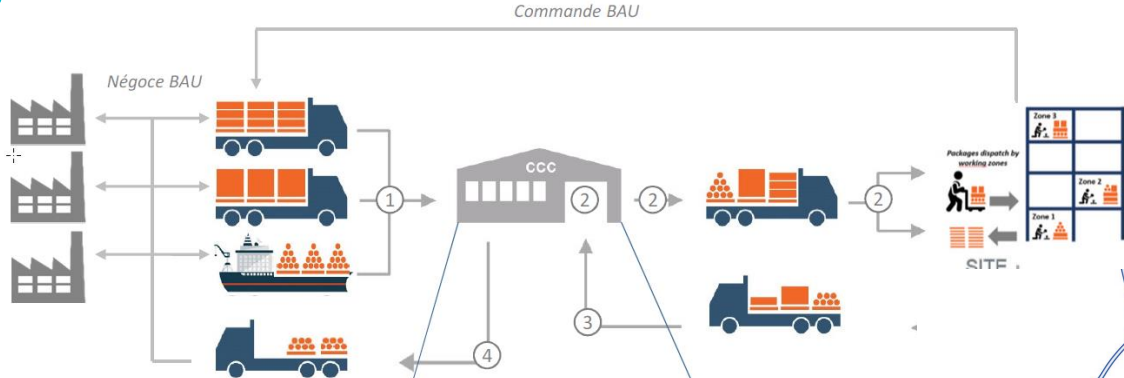 Commande BAU
Négoce BAU
CCC
1
2
2
2
3
4
Packages dispatch by
working zones
Zone 3
Zone 2
Zone 1
SITE